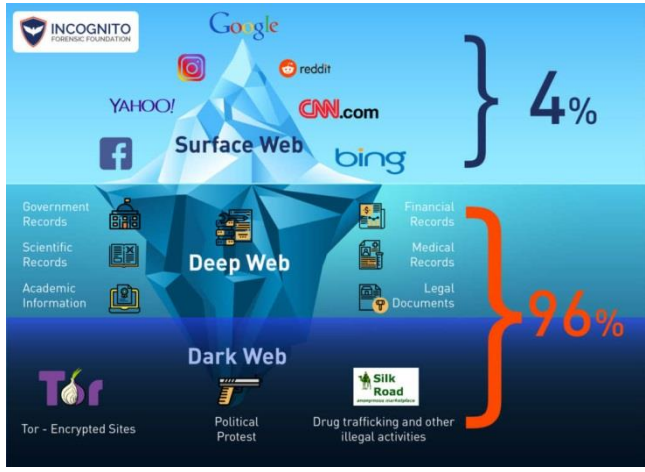 INCOGNITO
FORENSIC FOUNDATION
Google
reddit
YAHOO!
CNN.com
Surface Web
bing
4%
Government
Records
Scientific
Records
Academic
Information
Deep Web
Financial
Records
Medical
Records
Legal
Documents
96%
Dark Web
Tor
Tor - Encrypted Sites
Political
Protest
Silk
Road
anonymous marketplace
Drug trafficking and other
illegal activities